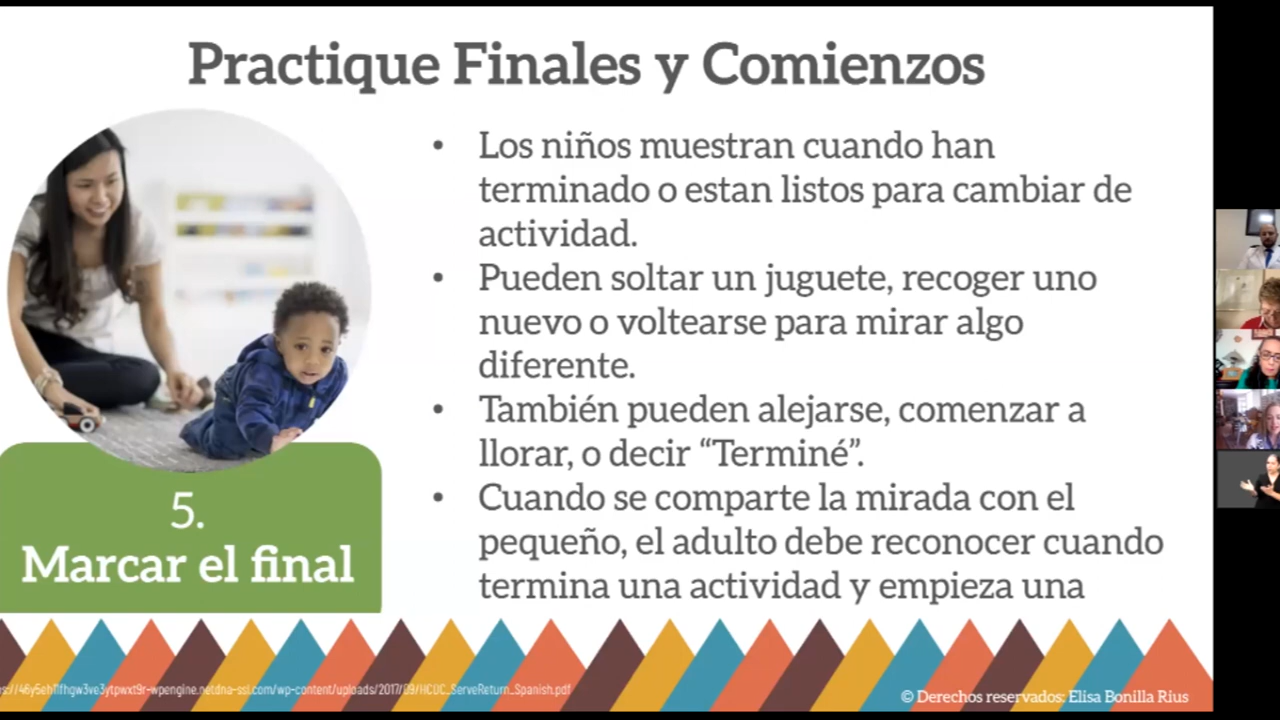 Practique Finales y Comienzos
• Los niños muestran cuando han
terminado o estan listos para cambiar de
actividad.
• Pueden soltar un juguete, recoger uno
nuevo o voltearse para mirar algo
diferente.
• También pueden alejarse, comenzar a
llorar, o decir “Terminé”.
• Cuando se comparte la mirada con el
pequeño, el adulto debe reconocer cuando
termina una actividad y empieza una
5.
Marcar el final
© Derechos reservados: Elisa Bonilla Rius